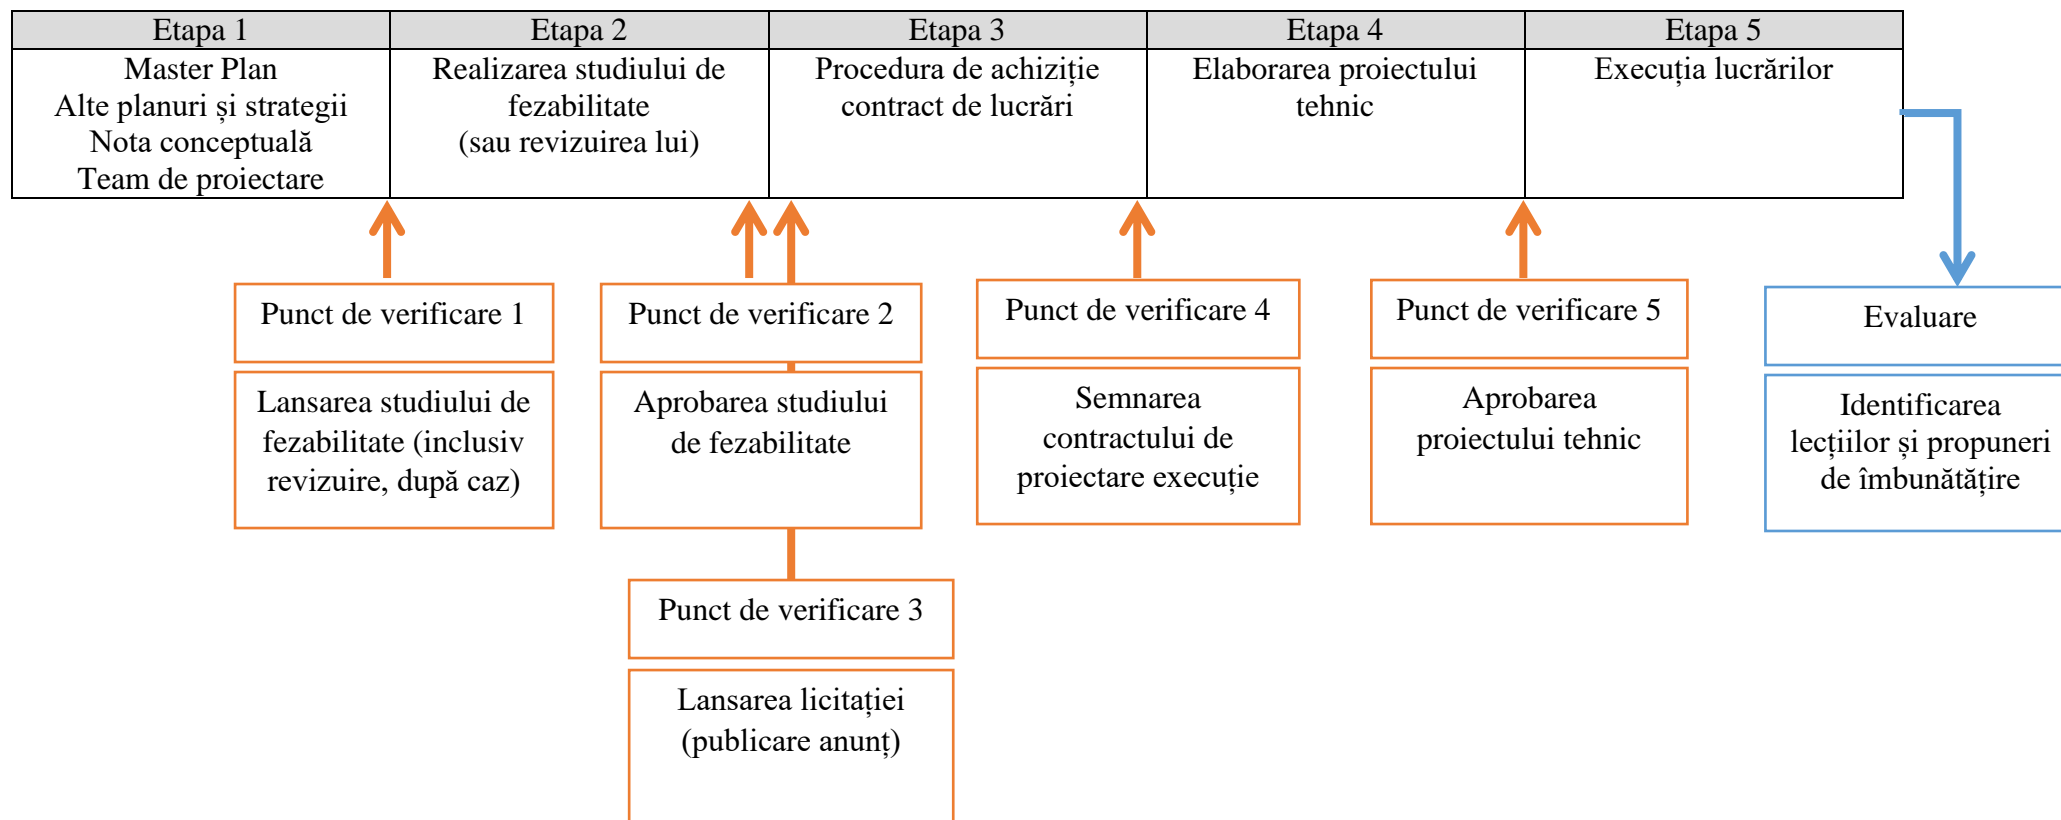 Etapa 1
Etapa 2
Etapa 3
Etapa 4
Etapa 5
Master Plan
Alte planuri și strategii
Nota conceptuală
Team de proiectare
Realizarea studiului de
fezabilitate
(sau revizuirea lui)
Procedura de achiziție
contract de lucrări
Elaborarea proiectului
tehnic
Execuția lucrărilor
Punct de verificare 1
Lansarea studiului de
fezabilitate (inclusiv
revizuire, după caz)
Punct de verificare 2
Aprobarea studiului
de fezabilitate
Punct de verificare 3
Lansarea licitației
(publicare anunț)
Punct de verificare 4
Semnarea
contractului de
proiectare execuție
Punct de verificare 5
Aprobarea
proiectului tehnic
Evaluare
Identificarea
lecțiilor și propuneri
de îmbunătățire